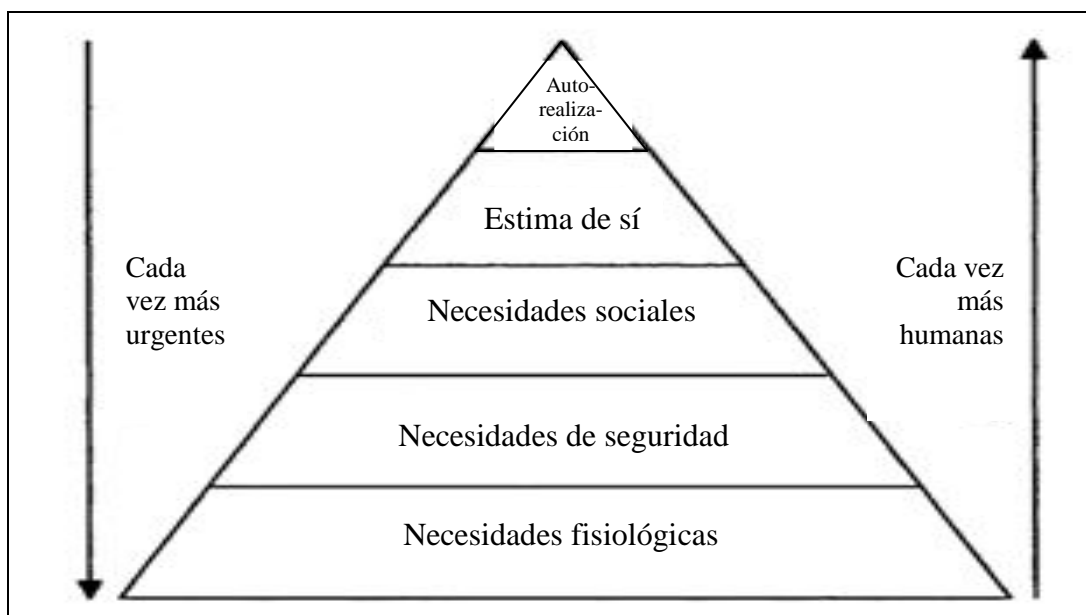 Auto-
realiza-
ción
Estima de sí
Cada
vez más
urgentes
Cada vez
más
humanas
Necesidades sociales
Necesidades de seguridad
Necesidades fisiológicas